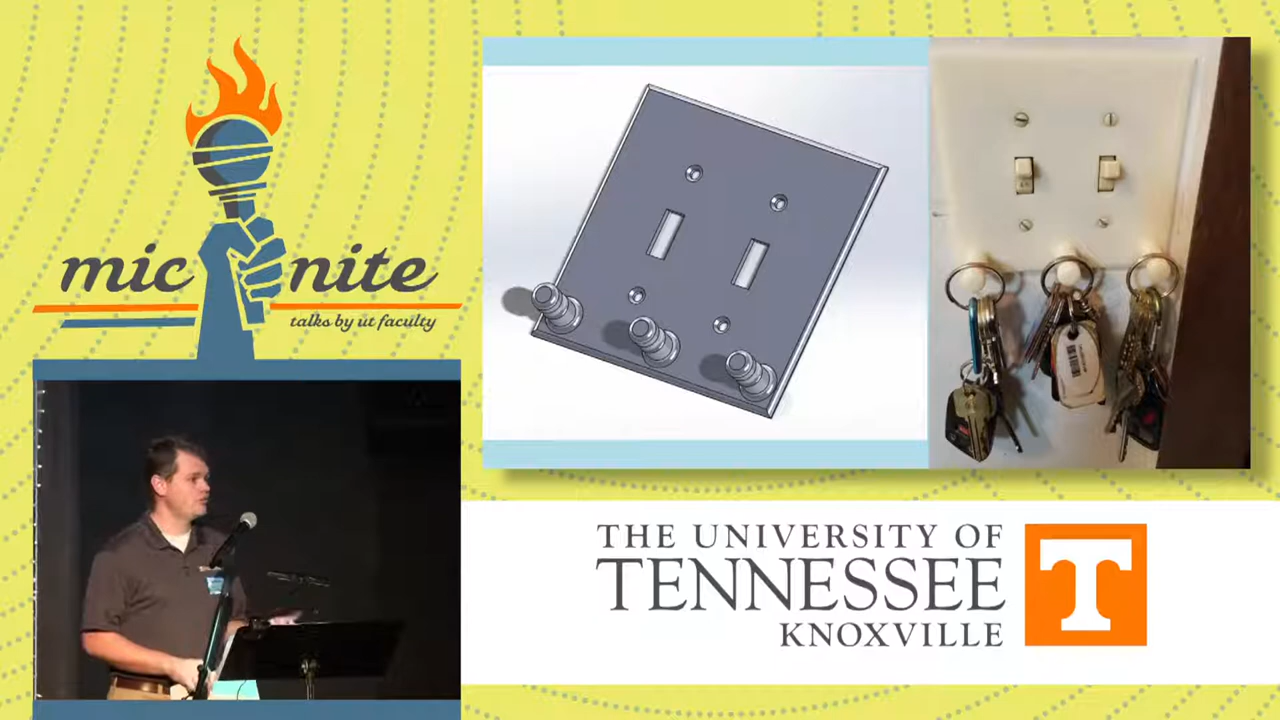 mic nite
talks by ut faculty
THE UNIVERSITY OF
TENNESSEE
KNOXVILLE
T